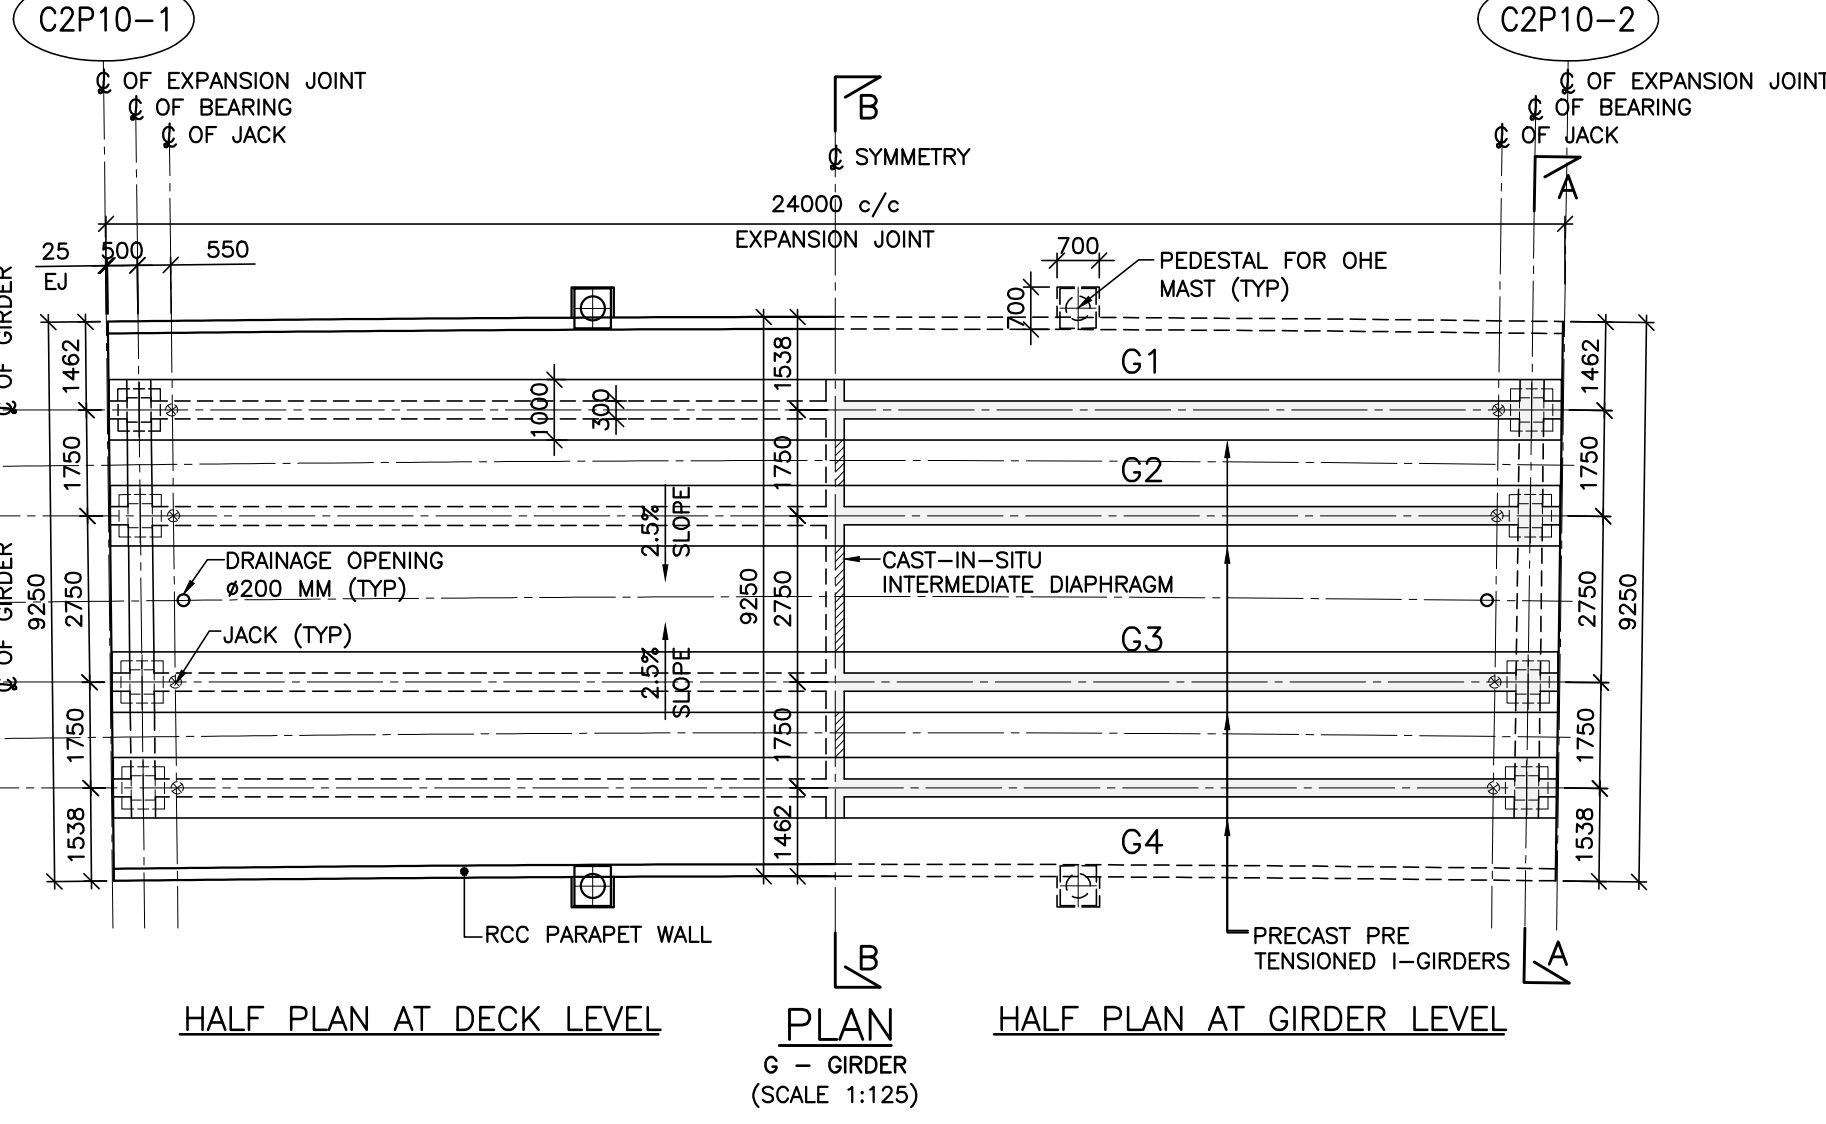 C2P10-1
C2P10-2
℄ OF EXPANSION JOINT
℄ OF BEARING
℄ OF JACK
B
℄ SYMMETRY
℄ OF EXPANSION JOINT
℄ OF BEARING
℄ OF JACK
A
24000 c/c
EXPANSION JOINT
25
EJ
500
550
700
700
PEDESTAL FOR OHE
MAST (TYP)
℄ OF GIRDER
℄ OF GIRDER
9250
1462
1750
2750
1750
1538
1000
300
1538
1750
2750
1750
1462
9250
G1
G2
G3
G4
1462
1750
2750
1750
1538
9250
2.5%
SLOPE
2.5%
SLOPE
DRAINAGE OPENING
ø200 MM (TYP)
JACK (TYP)
CAST-IN-SITU
INTERMEDIATE DIAPHRAGM
RCC PARAPET WALL
PRECAST PRE
TENSIONED I-GIRDERS
B
A
HALF PLAN AT DECK LEVEL
PLAN
G - GIRDER
(SCALE 1:125)
HALF PLAN AT GIRDER LEVEL